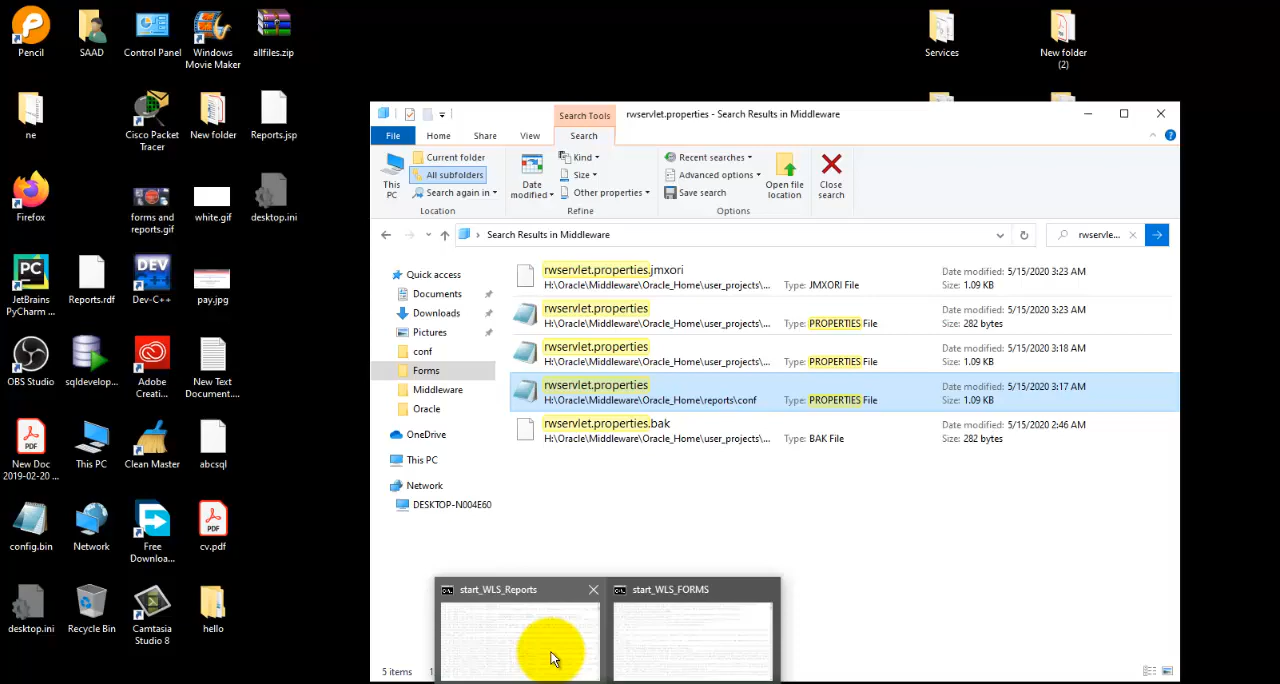 Pencil
SAAD
Control Panel
Windows
Movie Maker
allfiles.zip
Services
New folder
(2)
ne
Cisco Packet
Tracer
New folder
Reports.jsp
Firefox
forms and
reports.gif
white.gif
desktop.ini
JetBrains
PyCharm ...
Reports.rdf
Dev-C++
pay.jpg
OBS Studio
sqldevelop...
Adobe
Creati...
New Text
Document....
New Doc
2019-02-20 ...
This PC
Clean Master
abcsql
config.bin
Network
Free
Downloa...
cv.pdf
desktop.ini
Recycle Bin
Camtasia
Studio 8
hello
Search Tools
rwservlet.properties - Search Results in Middleware
File
Home
Share
View
Search
This
PC
Current folder
All subfolders
Search again in
Location
Date
modified
Kind
Size
Other properties
Refine
Recent searches
Advanced options
Save search
Options
Open file
location
Close
search
Search Results in Middleware
rwservle...
Quick access
Documents
Downloads
Pictures
conf
Forms
Middleware
Oracle
OneDrive
This PC
Network
DESKTOP-N004E60
rwservlet.properties.jmxori
H:\Oracle\Middleware\Oracle_Home\user_projects\...
Type: JMXORI File
Date modified: 5/15/2020 3:23 AM
Size: 1.09 KB
rwservlet.properties
H:\Oracle\Middleware\Oracle_Home\user_projects\...
Type: PROPERTIES File
Date modified: 5/15/2020 3:23 AM
Size: 282 bytes
rwservlet.properties
H:\Oracle\Middleware\Oracle_Home\user_projects\...
Type: PROPERTIES File
Date modified: 5/15/2020 3:18 AM
Size: 1.09 KB
rwservlet.properties
H:\Oracle\Middleware\Oracle_Home\reports\conf
Type: PROPERTIES File
Date modified: 5/15/2020 3:17 AM
Size: 1.09 KB
rwservlet.properties.bak
H:\Oracle\Middleware\Oracle_Home\user_projects\...
Type: BAK File
Date modified: 5/15/2020 2:46 AM
Size: 282 bytes
start_WLS_Reports
start_WLS_FORMS
5 items